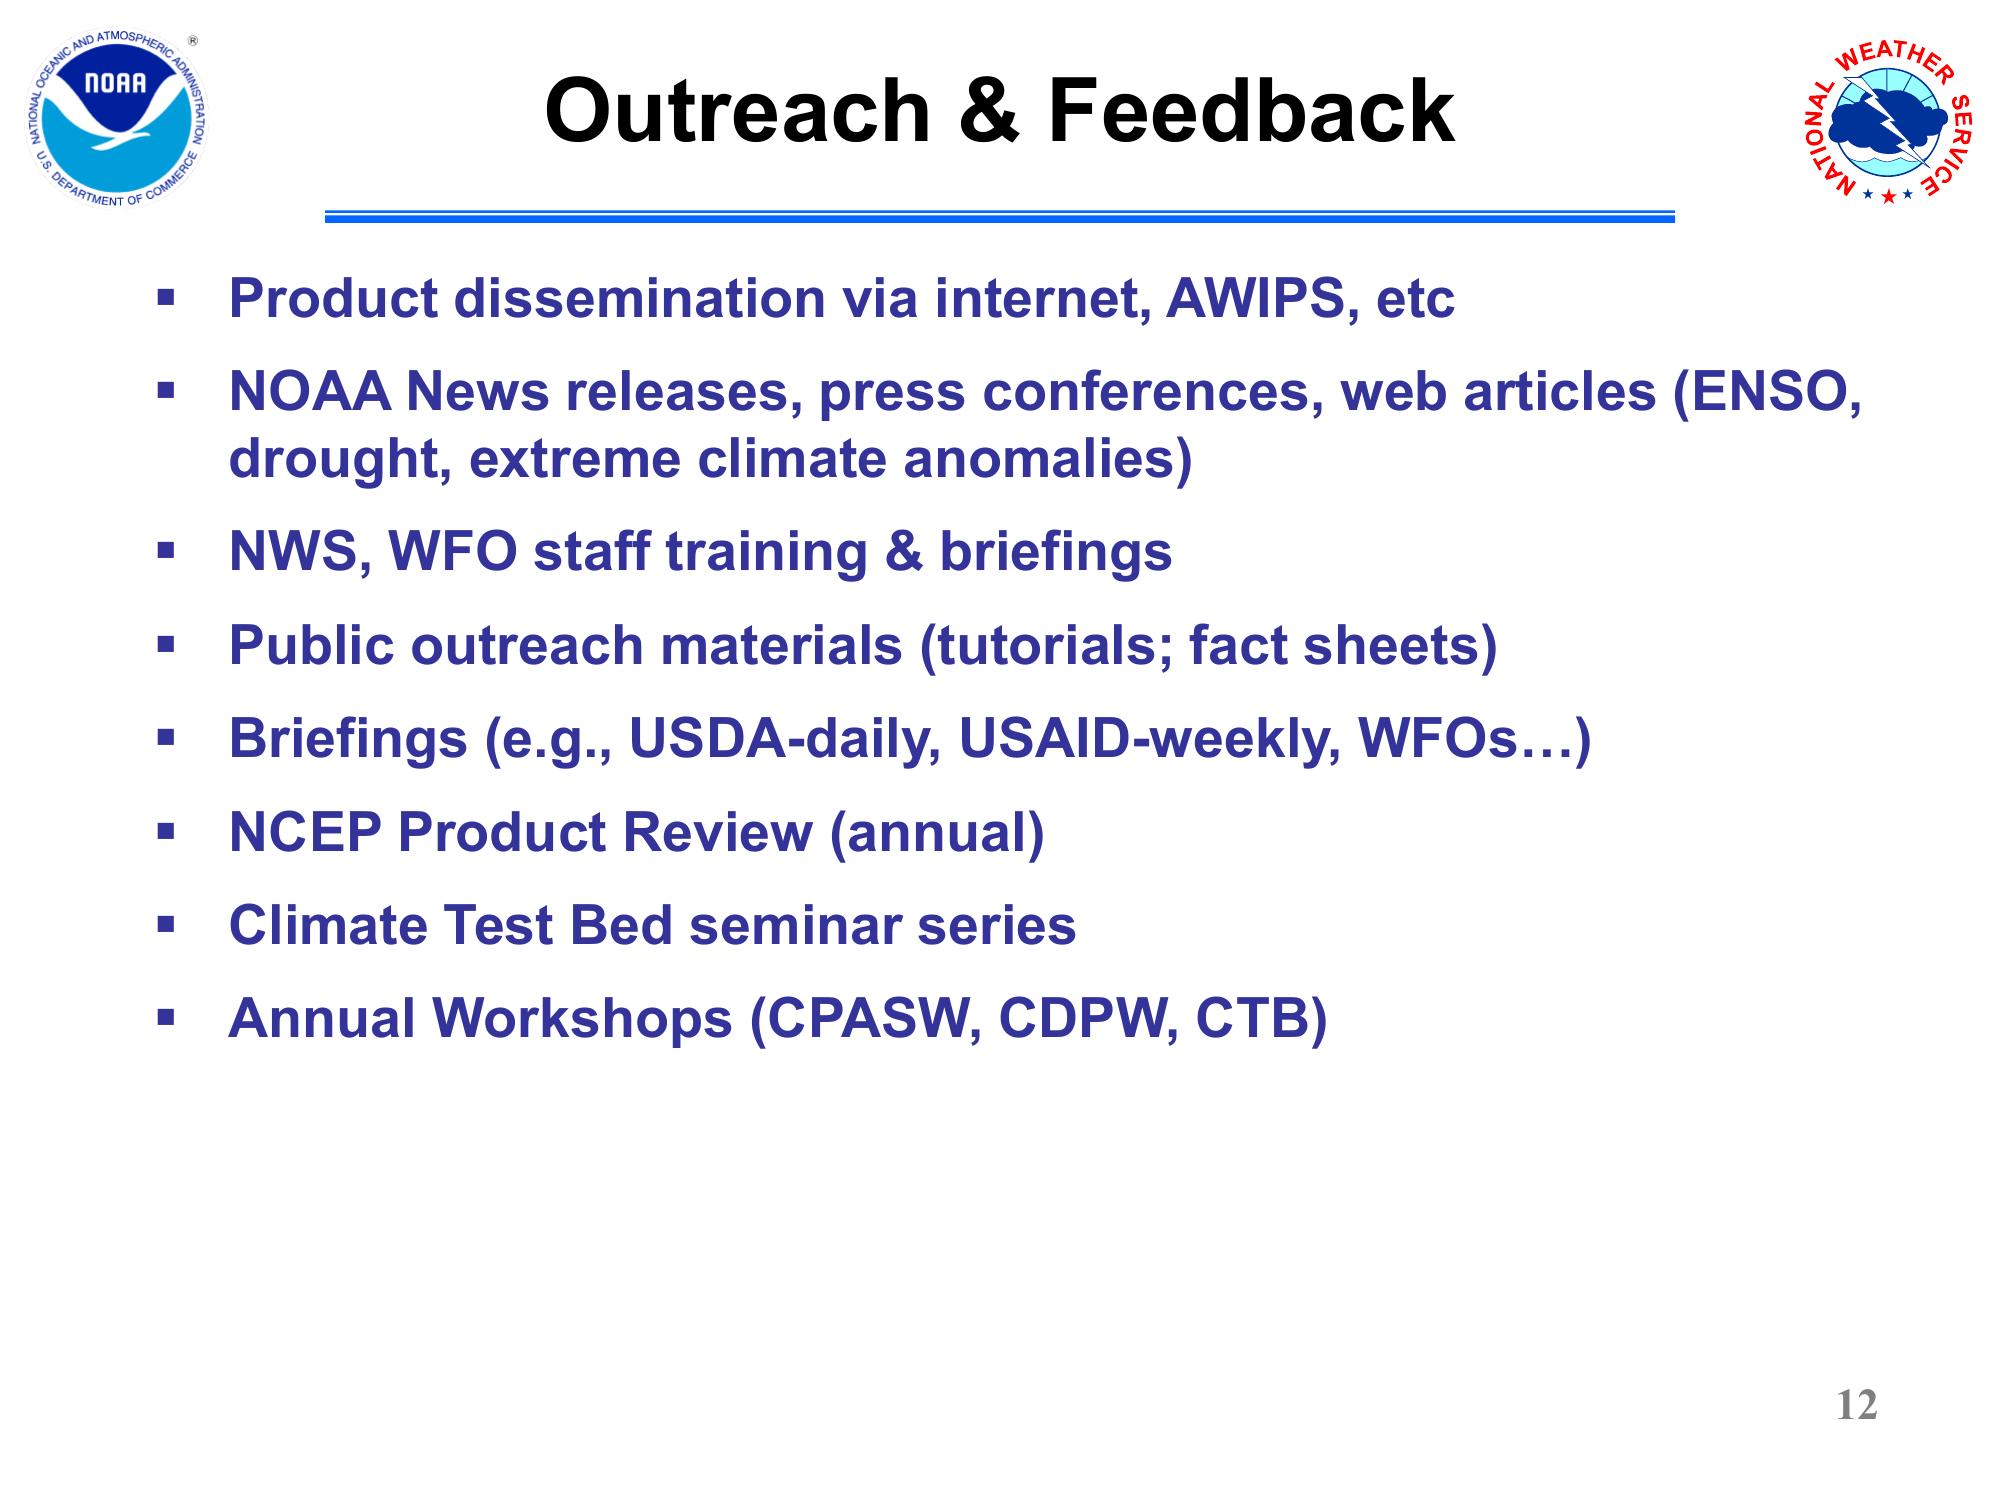 NATIONAL OCEANIC AND ATMOSPHERIC ADMINISTRATION
U.S. DEPARTMENT OF COMMERCE
NOAA
®
Outreach & Feedback
NATIONAL WEATHER SERVICE
▪ Product dissemination via internet, AWIPS, etc
▪ NOAA News releases, press conferences, web articles (ENSO,
drought, extreme climate anomalies)
▪ NWS, WFO staff training & briefings
▪ Public outreach materials (tutorials; fact sheets)
▪ Briefings (e.g., USDA-daily, USAID-weekly, WFOs…)
▪ NCEP Product Review (annual)
▪ Climate Test Bed seminar series
▪ Annual Workshops (CPASW, CDPW, CTB)
12